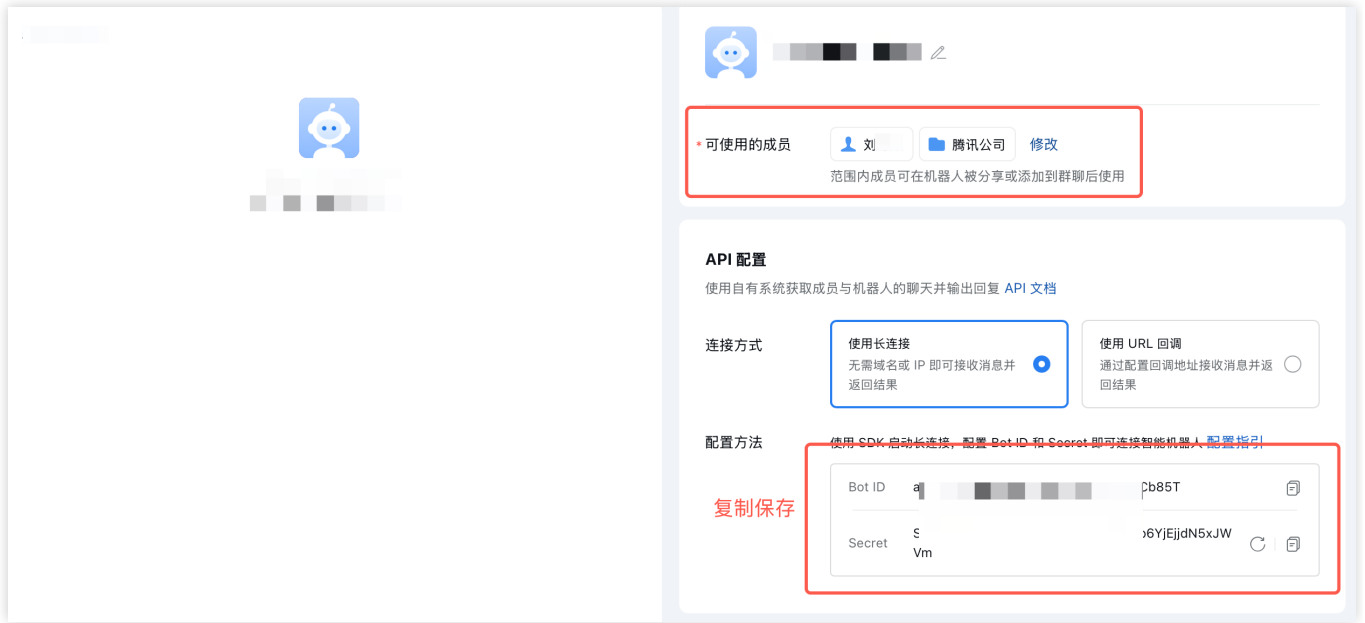 * 可使用的成员 刘 腾讯公司 修改
范围内成员可在机器人被分享或添加到群聊后使用
API 配置
使用自有系统获取成员与机器人的聊天并输出回复 API 文档
连接方式
使用长连接
无需域名或 IP 即可接收消息并
返回结果
使用 URL 回调
通过配置回调地址接收消息并返
回结果
配置方法
使用 SDK 启动长连接，配置 Bot ID 和 Secret 即可连接智能机器人 配置指引
复制保存
Bot ID a Cb85T
Secret S 6YjEjjdN5xJW
Vm